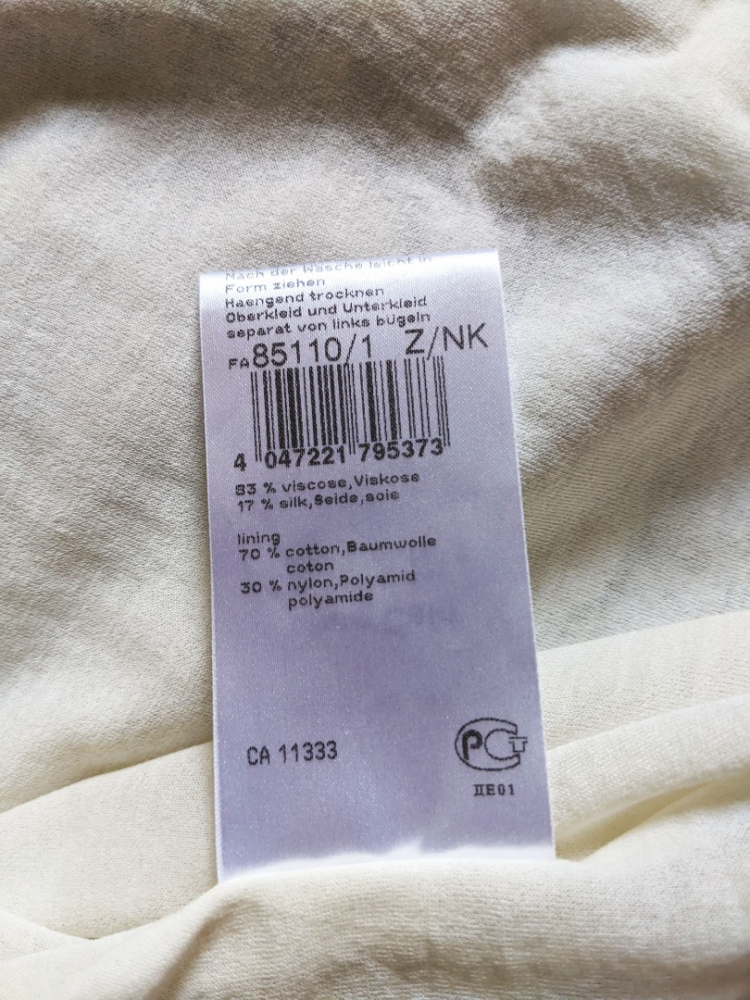 Nach der Wäsche leicht in
Form ziehen
Haengend trocknen
Oberkleid und Unterkleid
separat von links bügeln
FA 85110/1 Z/NK
4 047221 795373
83 % viscose,Viskose
17 % silk,Seide,soie
lining
70 % cotton,Baumwolle
coton
30 % nylon,Polyamid
polyamide
CA 11333
РСТ
ДЕ01